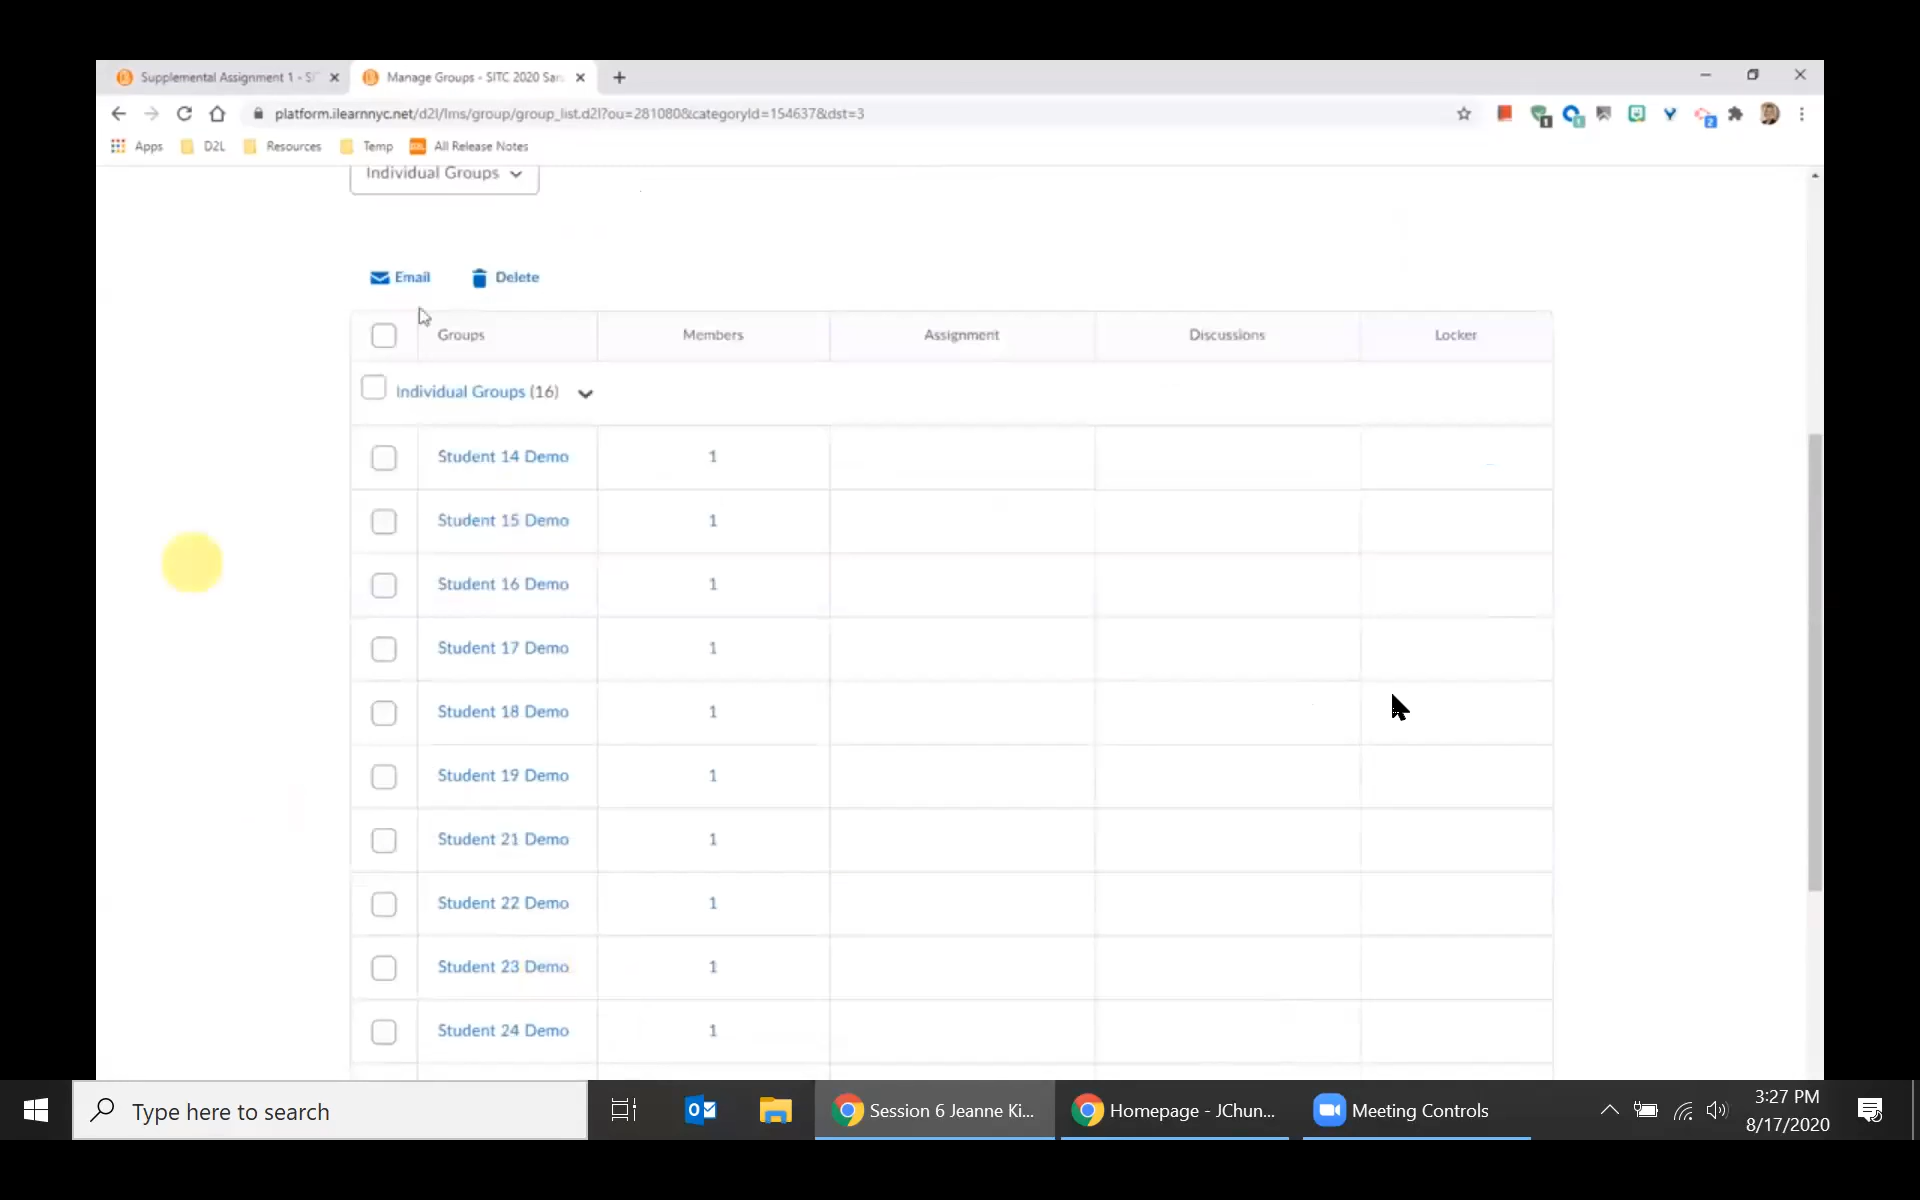 Supplemental Assignment 1 - S
Manage Groups - SITC 2020 San
platform.ilearnnyc.net/d2l/lms/group/group_list.d2l?ou=281080&categoryId=154637&dst=3
Apps D2L Resources Temp All Release Notes
Individual Groups
Email Delete
Groups Members Assignment Discussions Locker
Individual Groups (16)
Student 14 Demo 1
Student 15 Demo 1
Student 16 Demo 1
Student 17 Demo 1
Student 18 Demo 1
Student 19 Demo 1
Student 21 Demo 1
Student 22 Demo 1
Student 23 Demo 1
Student 24 Demo 1
Type here to search
Session 6 Jeanne Ki...
Homepage - JChun...
Meeting Controls
3:27 PM
8/17/2020